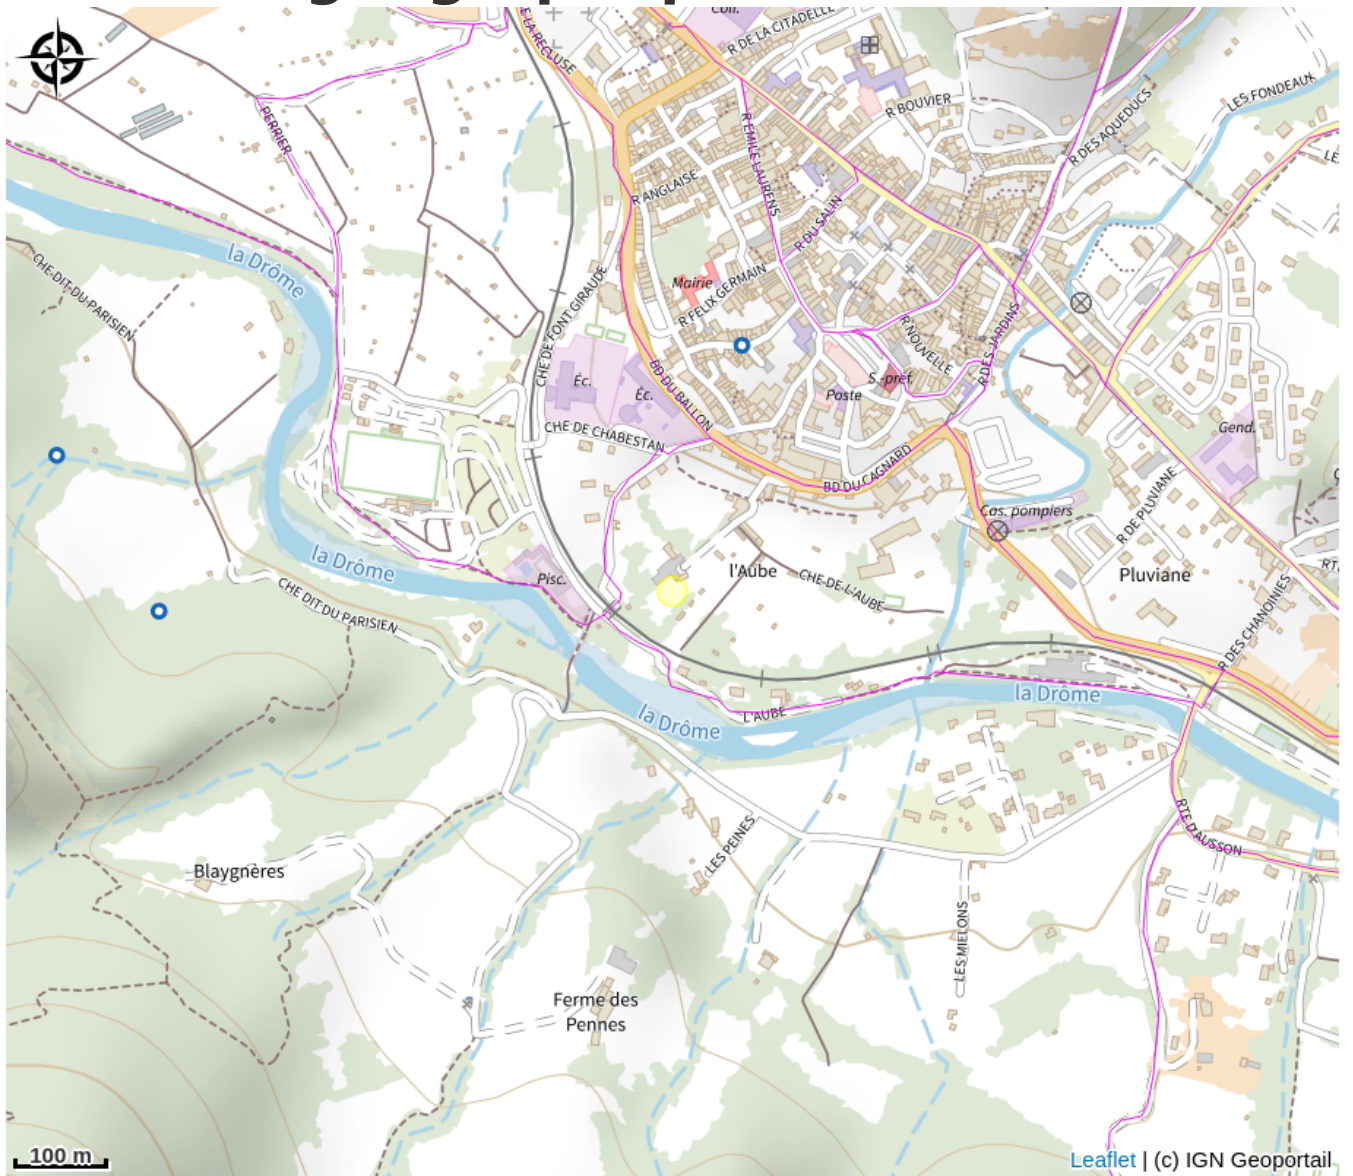 Coll.
R DE LA CITADELLE
E LA RECLUSE
R BOUVIER
LES FONDEAUX
PERRIER
R EMILE LAURENS
R DES AQUEDUCS
LE
R ANGLAISE
R DU SALIN
la Drôme
CHE DIT DU PARISIEN
Mairie
R FELIX GERMAIN
CHE DE FONT GIRAUDE
R NOUVELLE
R DES JARDINS
BD DU BALLON
Éc.
Éc.
S.-préf.
Poste
CHE DE CHABESTAN
Gend.
BD DU CAGNARD
R DE PLUVIANE
Cas. pompiers
la Drôme
Pisc.
l'Aube
CHE DE L'AUBE
Pluviane
RT
CHE DIT DU PARISIEN
R DES CHANOINES
la Drôme
la Drôme
L'AUBE
LES PEINES
RTE D'AUSSON
Blaygnères
LES MIELONS
Ferme des
Pennes
100 m
Leaflet | (c) IGN Geoportail